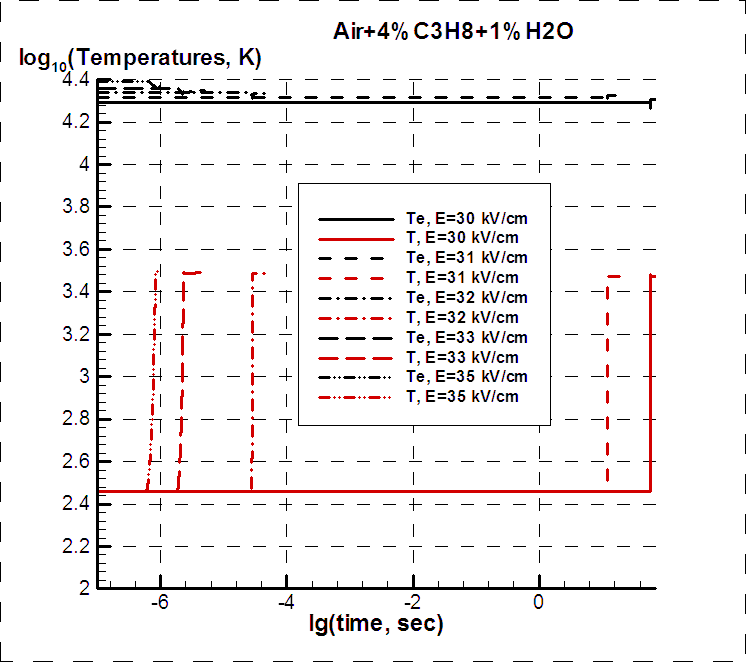 Air+4% C3H8+1% H2O
log10(Temperatures, K)
4.4
4.2
4
3.8
3.6
3.4
3.2
3
2.8
2.6
2.4
2.2
2
Te, E=30 kV/cm
T, E=30 kV/cm
Te, E=31 kV/cm
T, E=31 kV/cm
Te, E=32 kV/cm
T, E=32 kV/cm
Te, E=33 kV/cm
T, E=33 kV/cm
Te, E=35 kV/cm
T, E=35 kV/cm
-6 -4 -2 0
lg(time, sec)